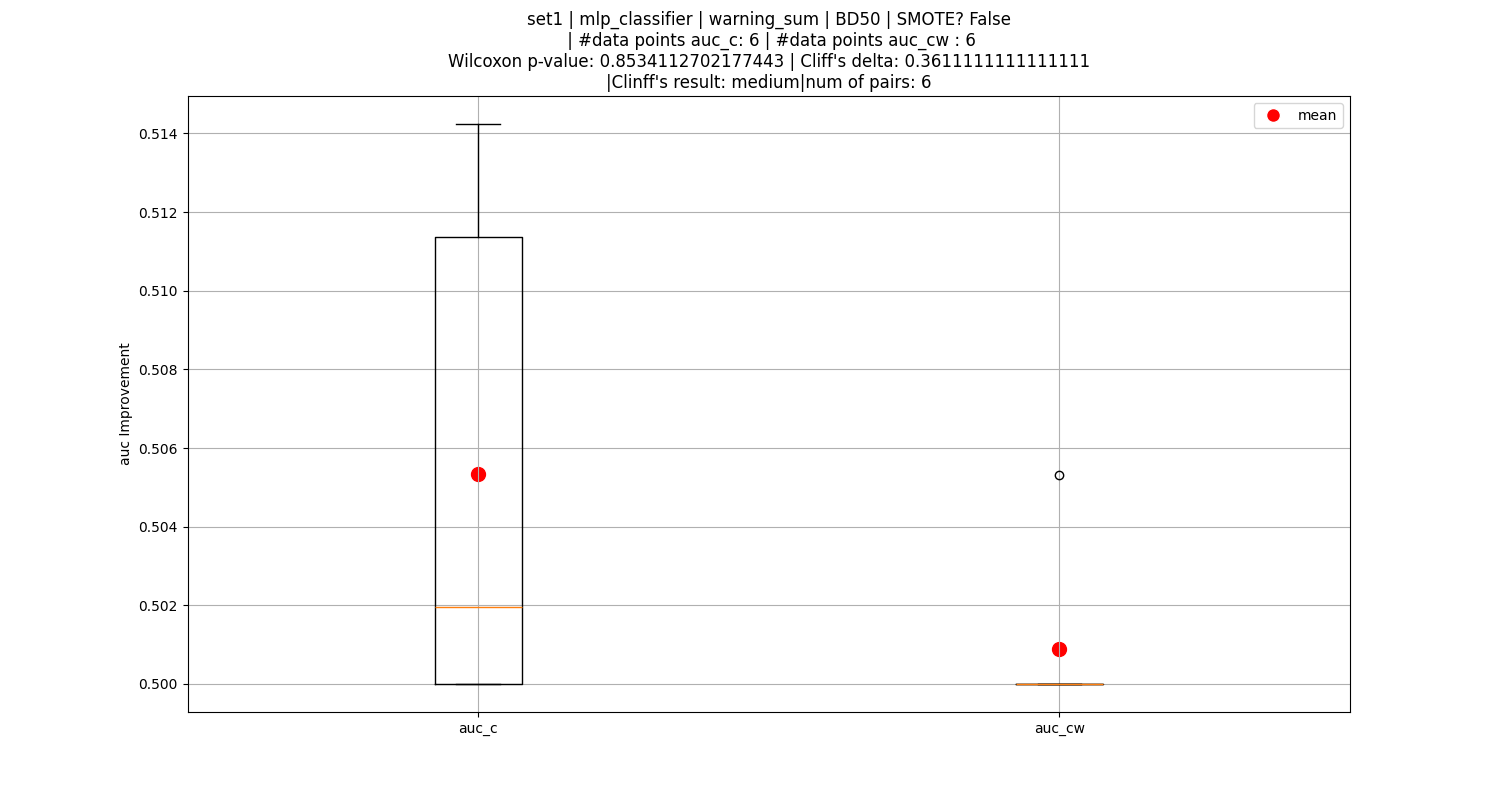 set1 | mlp_classifier | warning_sum | BD50 | SMOTE? False
| #data points auc_c: 6 | #data points auc_cw : 6
Wilcoxon p-value: 0.8534112702177443 | Cliff's delta: 0.3611111111111111
|Clinff's result: medium|num of pairs: 6
mean
0.514
0.512
0.510
0.508
0.506
0.504
0.502
0.500
auc Improvement
auc_c
auc_cw